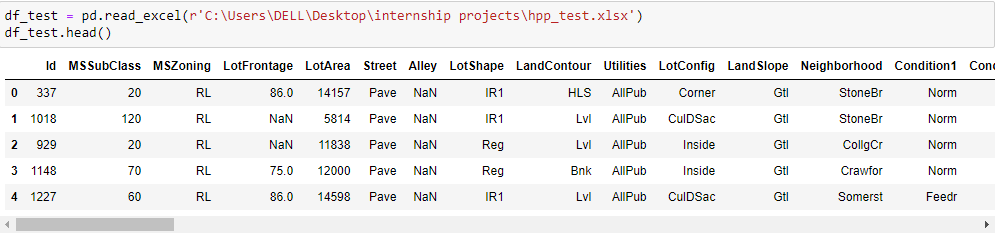 df_test = pd.read_excel(r'C:\Users\DELL\Desktop\internship projects\hpp_test.xlsx')
df_test.head()
Id MSSubClass MSZoning LotFrontage LotArea Street Alley LotShape LandContour Utilities LotConfig LandSlope Neighborhood Condition1 Con
0 337 20 RL 86.0 14157 Pave NaN IR1 HLS AllPub Corner Gtl StoneBr Norm
1 1018 120 RL NaN 5814 Pave NaN IR1 Lvl AllPub CulDSac Gtl StoneBr Norm
2 929 20 RL NaN 11838 Pave NaN Reg Lvl AllPub Inside Gtl CollgCr Norm
3 1148 70 RL 75.0 12000 Pave NaN Reg Bnk AllPub Inside Gtl Crawfor Norm
4 1227 60 RL 86.0 14598 Pave NaN IR1 Lvl AllPub CulDSac Gtl Somerst Feedr